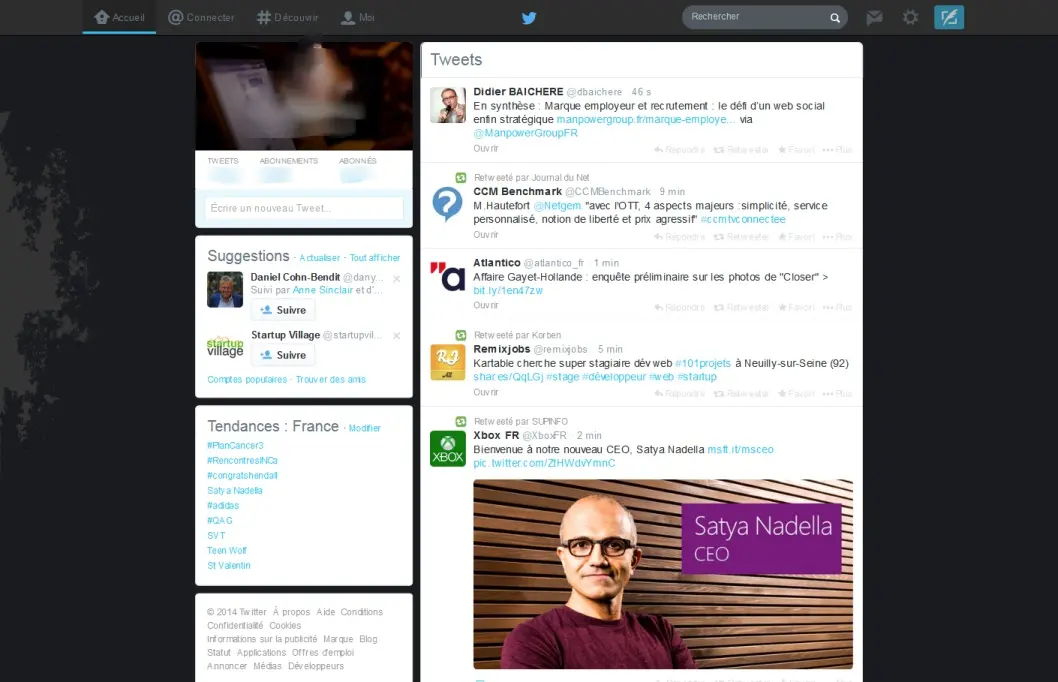 Accueil
Connecter
Découvrir
Moi
Rechercher
TWEETS ABONNEMENTS ABONNÉS
Écrire un nouveau Tweet...
Suggestions · Actualiser · Tout afficher
Daniel Cohn-Bendit @dany...
Suivi par Anne Sinclair et d'...
Suivre
startup
village
Startup Village @startupvil...
Suivre
Comptes populaires · Trouver des amis
Tendances : France · Modifier
#PlanCancer3
#RencontresINCa
#congratshendall
Satya Nadella
#adidas
#QAG
SVT
Teen Wolf
St Valentin
© 2014 Twitter À propos Aide Conditions
Confidentialité Cookies
Informations sur la publicité Marque Blog
Statut Applications Offres d'emploi
Annoncer Médias Développeurs
Tweets
Didier BAICHERE @dbaichere 46 s
En synthèse : Marque employeur et recrutement : le défi d'un web social
enfin stratégique manpowergroup.fr/marque-employe... via
@ManpowerGroupFR
Ouvrir
Répondre Retweeter Favori Plus
Retweeté par Journal du Net
CCM Benchmark @CCMBenchmark 9 min
M.Hautefort @Netgem "avec l'OTT, 4 aspects majeurs :simplicité, service
personnalisé, notion de liberté et prix agressif" #ccmtvconnectee
Ouvrir
Répondre Retweeter Favori Plus
Atlantico @atlantico_fr 1 min
Affaire Gayet-Hollande : enquête préliminaire sur les photos de "Closer" >
bit.ly/1en47zw
Ouvrir
Répondre Retweeter Favori Plus
Retweeté par Korben
RJ
Remixjobs @remixjobs 5 min
Kartable cherche super stagiaire dév web #101projets à Neuilly-sur-Seine (92)
shar.es/QqLGj #stage #développeur #web #startup
Ouvrir
Répondre Retweeter Favori Plus
Retweeté par SUPINFO
XBOX
Xbox FR @XboxFR 2 min
Bienvenue à notre nouveau CEO, Satya Nadella msft.it/msceo
pic.twitter.com/ZtHWdvYmnC
Satya Nadella
CEO